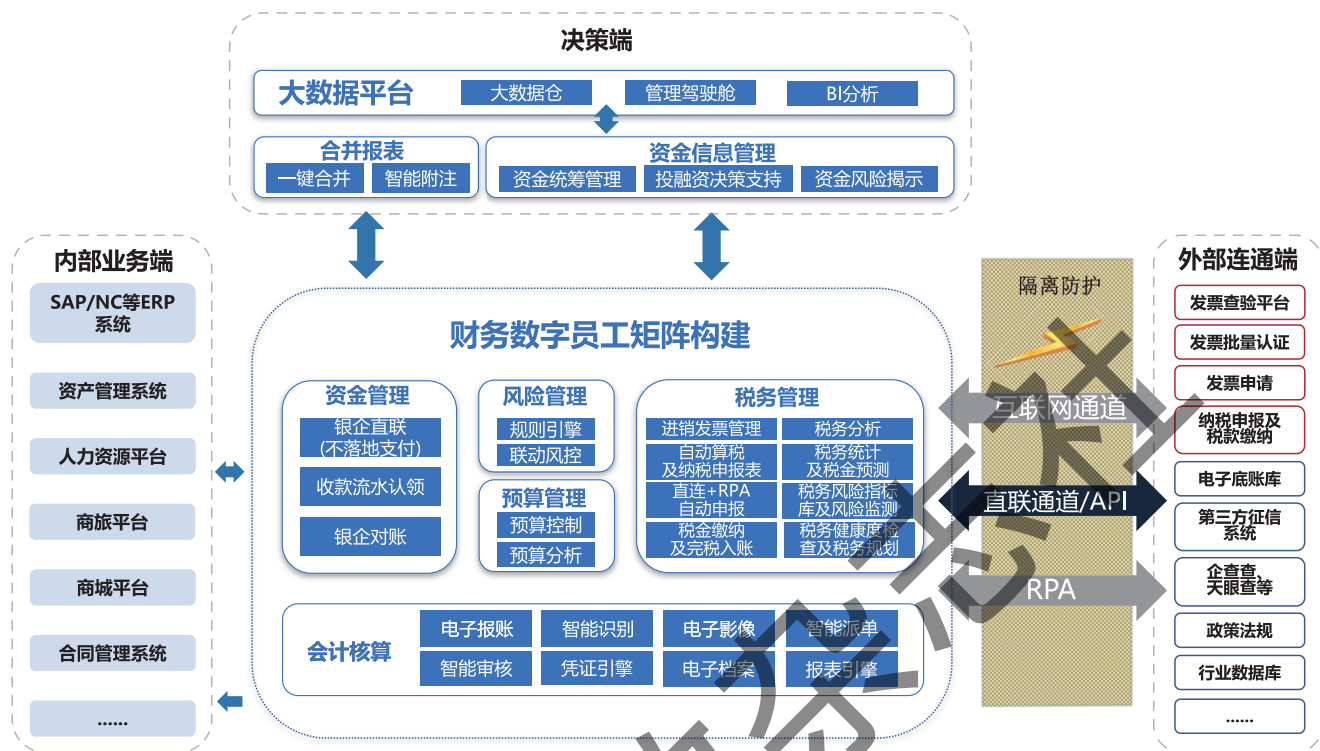 决策端
大数据平台
大数据仓
管理驾驶舱
BI分析
合并报表
一键合并
智能附注
资金信息管理
资金统筹管理
投融资决策支持
资金风险揭示
内部业务端
SAP/NC等ERP
系统
资产管理系统
人力资源平台
商旅平台
商城平台
合同管理系统
......
财务数字员工矩阵构建
资金管理
银企直联
(不落地支付)
收款流水认领
银企对账
风险管理
规则引擎
联动风控
预算管理
预算控制
预算分析
税务管理
进销发票管理
税务分析
自动算税
及纳税申报表
税务统计
及税金预测
直连+RPA
自动申报
税务风险指标
库及风险监测
税金缴纳
及完税入账
税务健康度检
查及税务规划
会计核算
电子报账
智能识别
电子影像
智能派单
智能审核
凭证引擎
电子档案
报表引擎
隔离防护
互联网通道
直联通道/API
RPA
外部连通端
发票查验平台
发票批量认证
发票申请
纳税申报及
税款缴纳
电子底账库
第三方征信
系统
企查查、
天眼查等
政策法规
行业数据库
......
杂志社